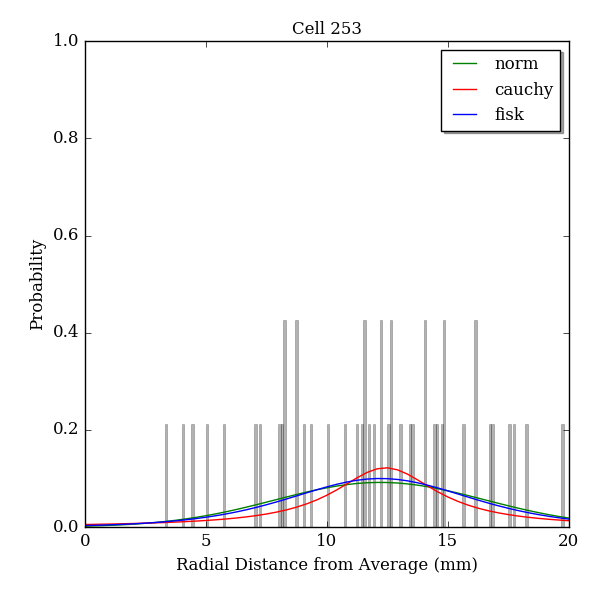 Cell 253
1.0
0.8
0.6
0.4
0.2
0.0
Probability
norm
cauchy
fisk
0 5 10 15 20
Radial Distance from Average (mm)